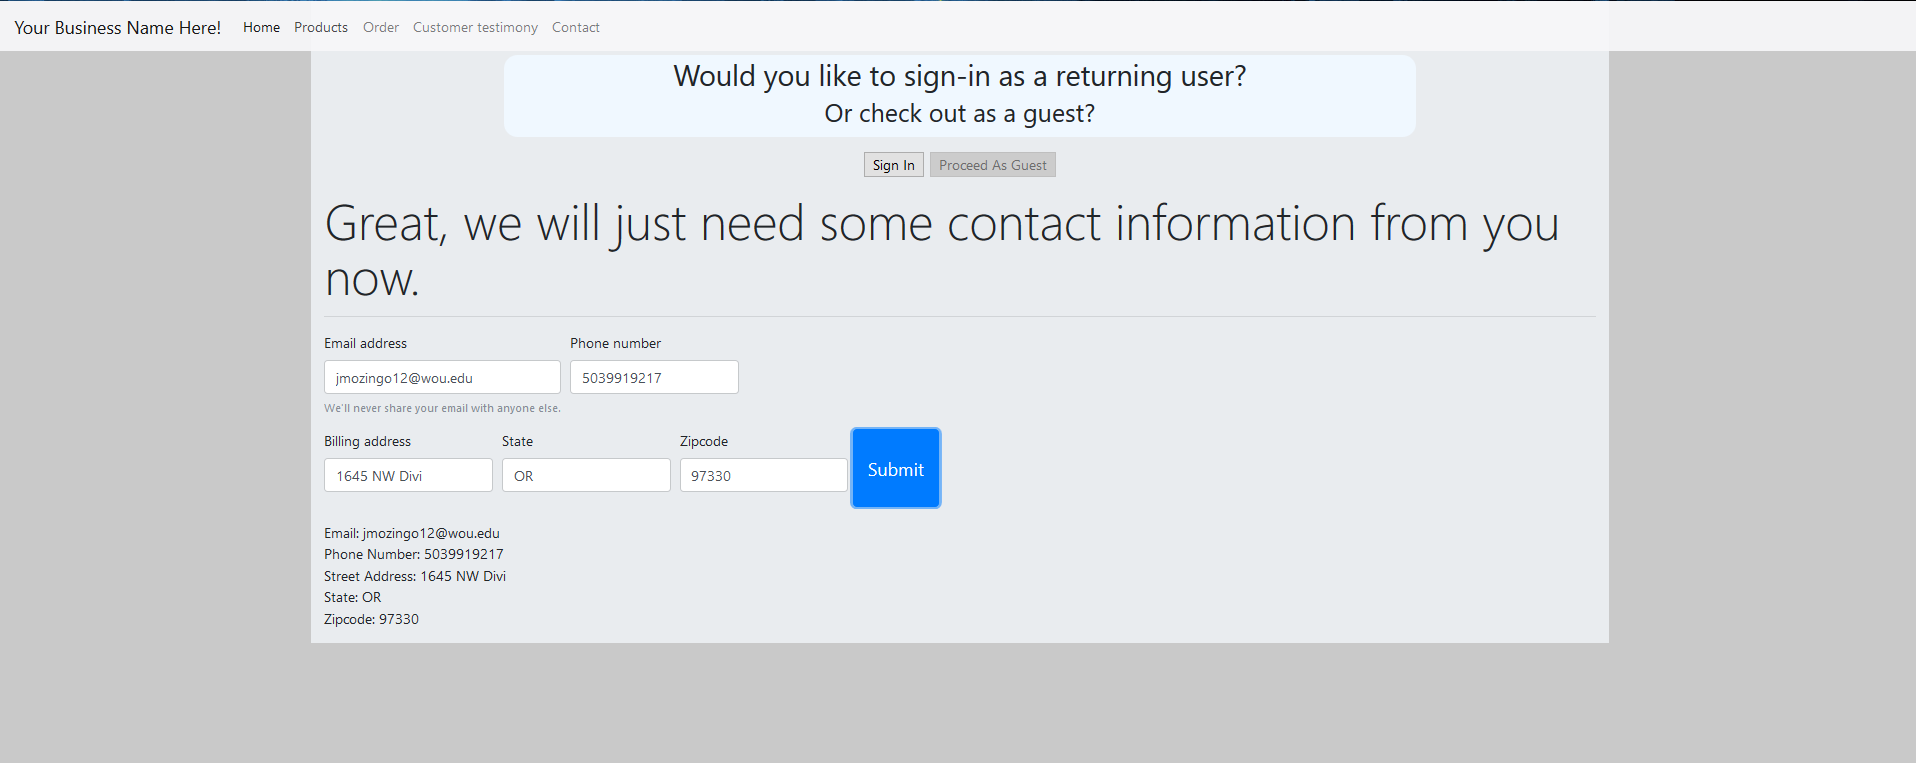 Your Business Name Here! Home Products Order Customer testimony Contact
Would you like to sign-in as a returning user?
Or check out as a guest?
Sign In Proceed As Guest
Great, we will just need some contact information from you
now.
Email address Phone number
jmozingo12@wou.edu 5039919217
We'll never share your email with anyone else.
Billing address State Zipcode
1645 NW Divi OR 97330 Submit
Email: jmozingo12@wou.edu
Phone Number: 5039919217
Street Address: 1645 NW Divi
State: OR
Zipcode: 97330